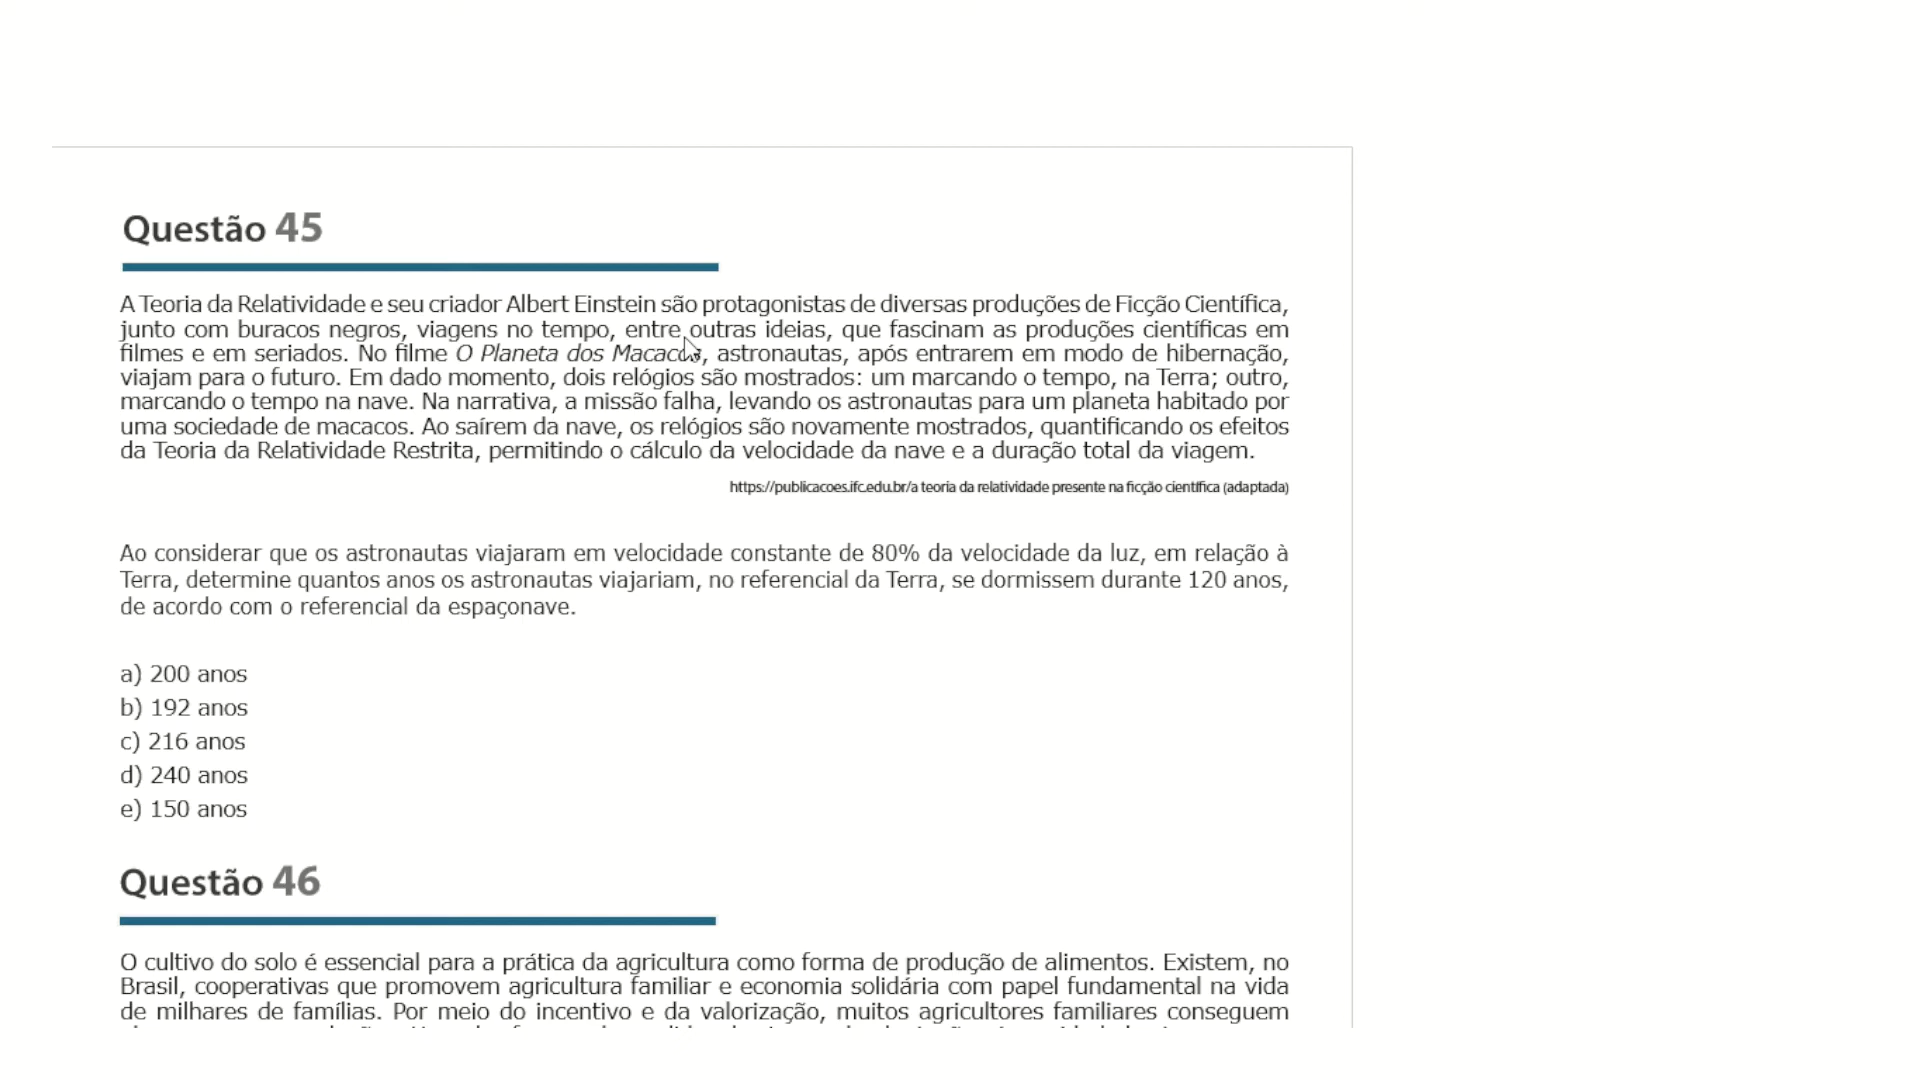 Questão 45
A Teoria da Relatividade e seu criador Albert Einstein são protagonistas de diversas produções de Ficção Científica,
junto com buracos negros, viagens no tempo, entre outras ideias, que fascinam as produções científicas em
filmes e em seriados. No filme O Planeta dos Macacos, astronautas, após entrarem em modo de hibernação,
viajam para o futuro. Em dado momento, dois relógios são mostrados: um marcando o tempo, na Terra; outro,
marcando o tempo na nave. Na narrativa, a missão falha, levando os astronautas para um planeta habitado por
uma sociedade de macacos. Ao saírem da nave, os relógios são novamente mostrados, quantificando os efeitos
da Teoria da Relatividade Restrita, permitindo o cálculo da velocidade da nave e a duração total da viagem.
https://publicacoes.ifc.edu.br/a teoria da relatividade presente na ficção científica (adaptada)
Ao considerar que os astronautas viajaram em velocidade constante de 80% da velocidade da luz, em relação à
Terra, determine quantos anos os astronautas viajariam, no referencial da Terra, se dormissem durante 120 anos,
de acordo com o referencial da espaçonave.
a) 200 anos
b) 192 anos
c) 216 anos
d) 240 anos
e) 150 anos
Questão 46
O cultivo do solo é essencial para a prática da agricultura como forma de produção de alimentos. Existem, no
Brasil, cooperativas que promovem agricultura familiar e economia solidária com papel fundamental na vida
de milhares de famílias. Por meio do incentivo e da valorização, muitos agricultores familiares conseguem